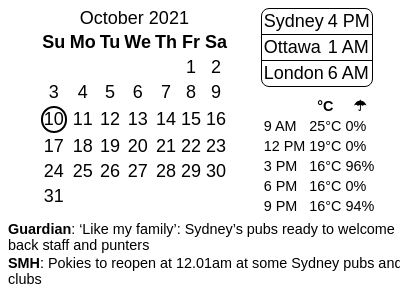 October 2021
Su Mo Tu We Th Fr Sa
1 2
3 4 5 6 7 8 9
10 11 12 13 14 15 16
17 18 19 20 21 22 23
24 25 26 27 28 29 30
31
Sydney 4 PM
Ottawa 1 AM
London 6 AM
°C ☂
9 AM 25°C 0%
12 PM 19°C 0%
3 PM 16°C 96%
6 PM 16°C 0%
9 PM 16°C 94%
Guardian: ‘Like my family’: Sydney’s pubs ready to welcome
back staff and punters
SMH: Pokies to reopen at 12.01am at some Sydney pubs and
clubs